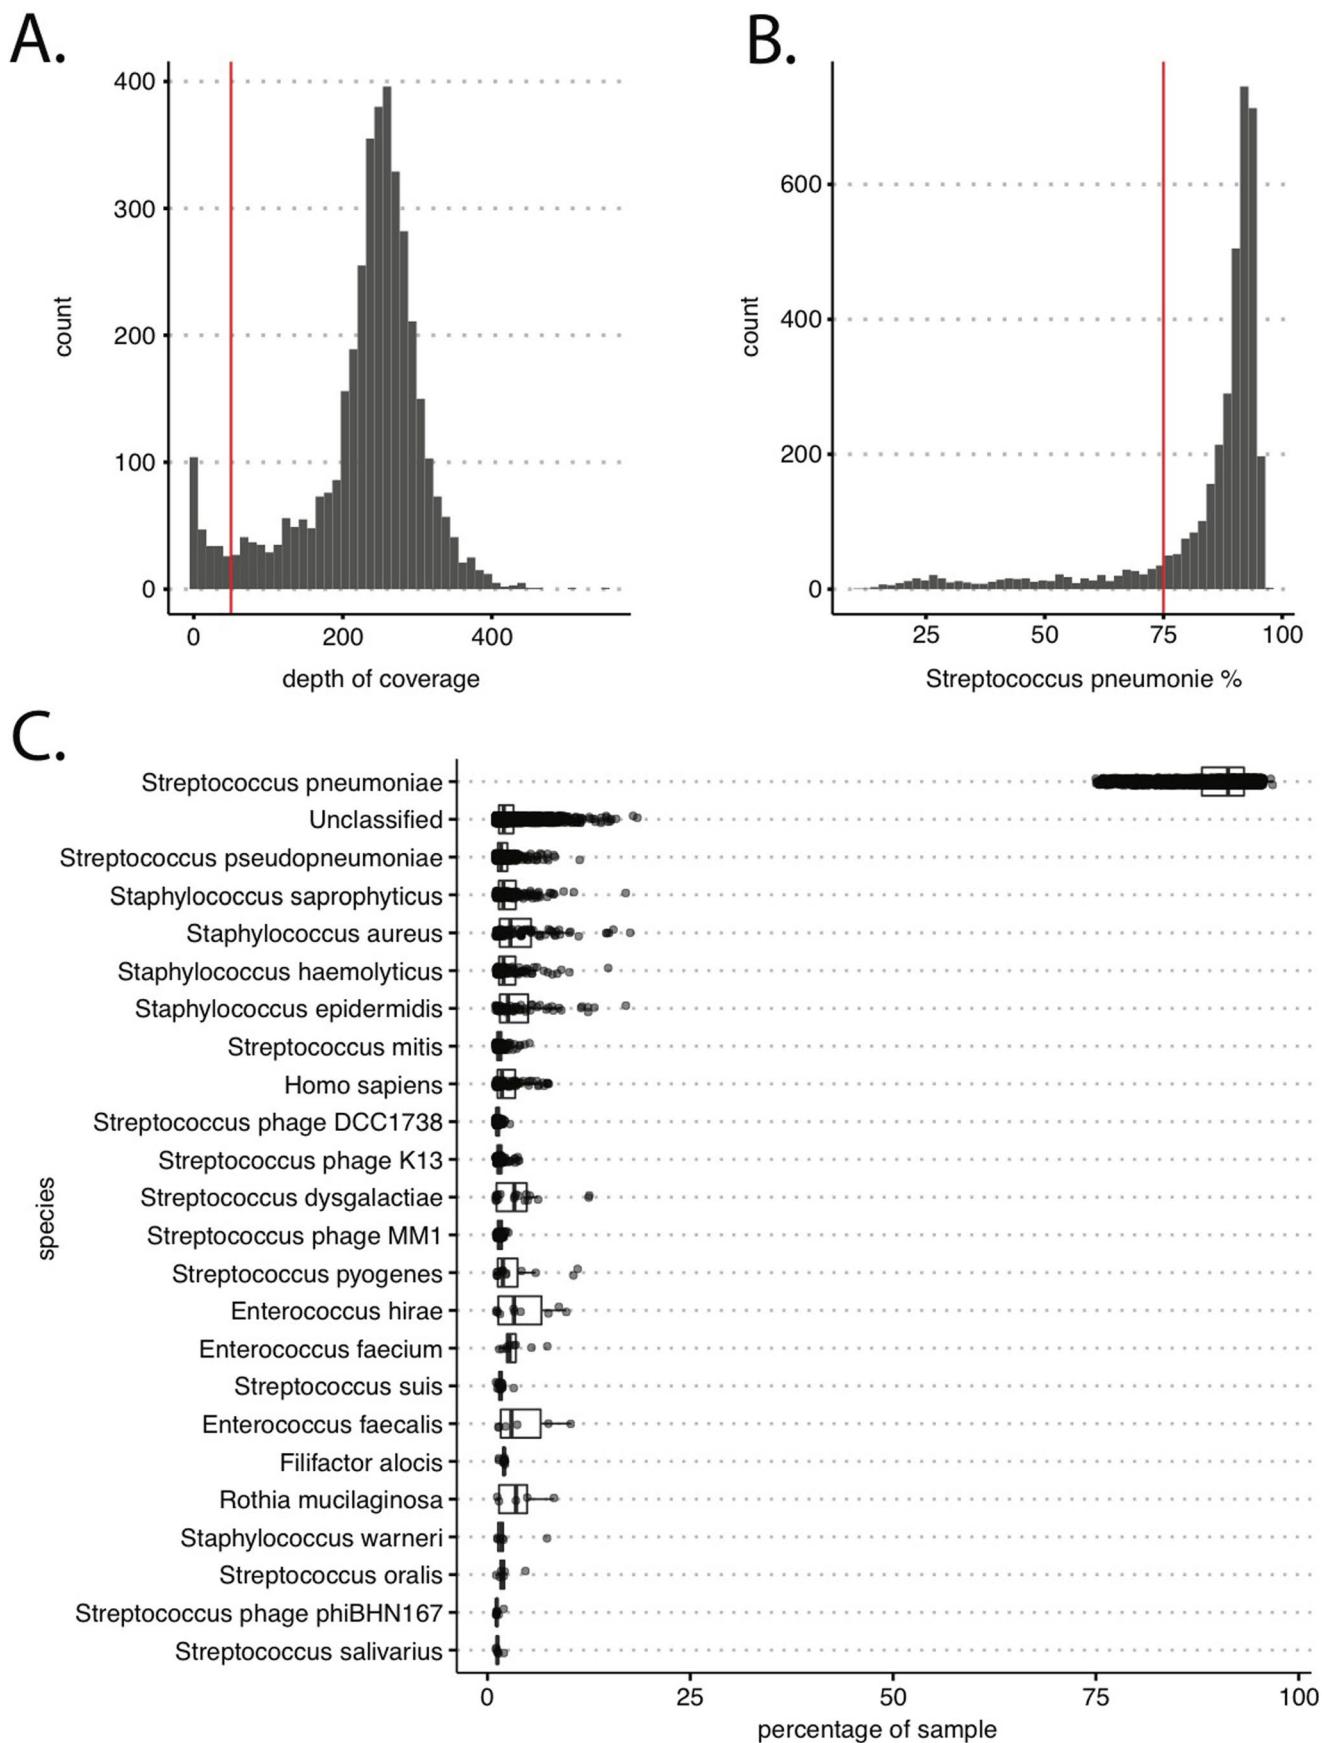 A.
B.
400
300
200
100
0
count
0 200 400
depth of coverage
600
400
200
0
count
25 50 75 100
Streptococcus pneumonie %
C.
species
Streptococcus pneumoniae
Unclassified
Streptococcus pseudopneumoniae
Staphylococcus saprophyticus
Staphylococcus aureus
Staphylococcus haemolyticus
Staphylococcus epidermidis
Streptococcus mitis
Homo sapiens
Streptococcus phage DCC1738
Streptococcus phage K13
Streptococcus dysgalactiae
Streptococcus phage MM1
Streptococcus pyogenes
Enterococcus hirae
Enterococcus faecium
Streptococcus suis
Enterococcus faecalis
Filifactor alocis
Rothia mucilaginosa
Staphylococcus warneri
Streptococcus oralis
Streptococcus phage phiBHN167
Streptococcus salivarius
0 25 50 75 100
percentage of sample